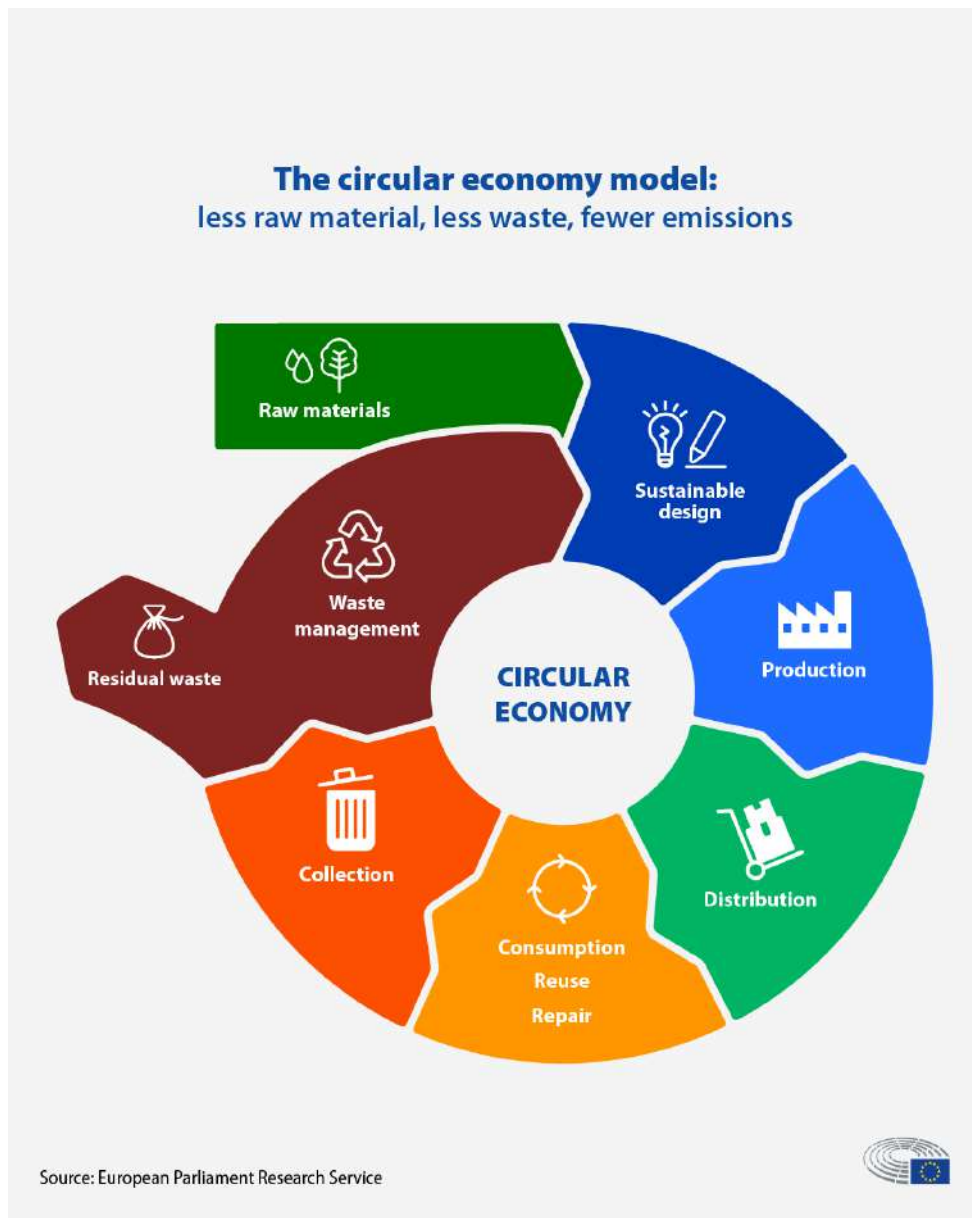 The circular economy model:
less raw material, less waste, fewer emissions
Raw materials
Sustainable
design
Production
Distribution
Consumption
Reuse
Repair
Collection
Waste
management
Residual waste
CIRCULAR
ECONOMY
Source: European Parliament Research Service